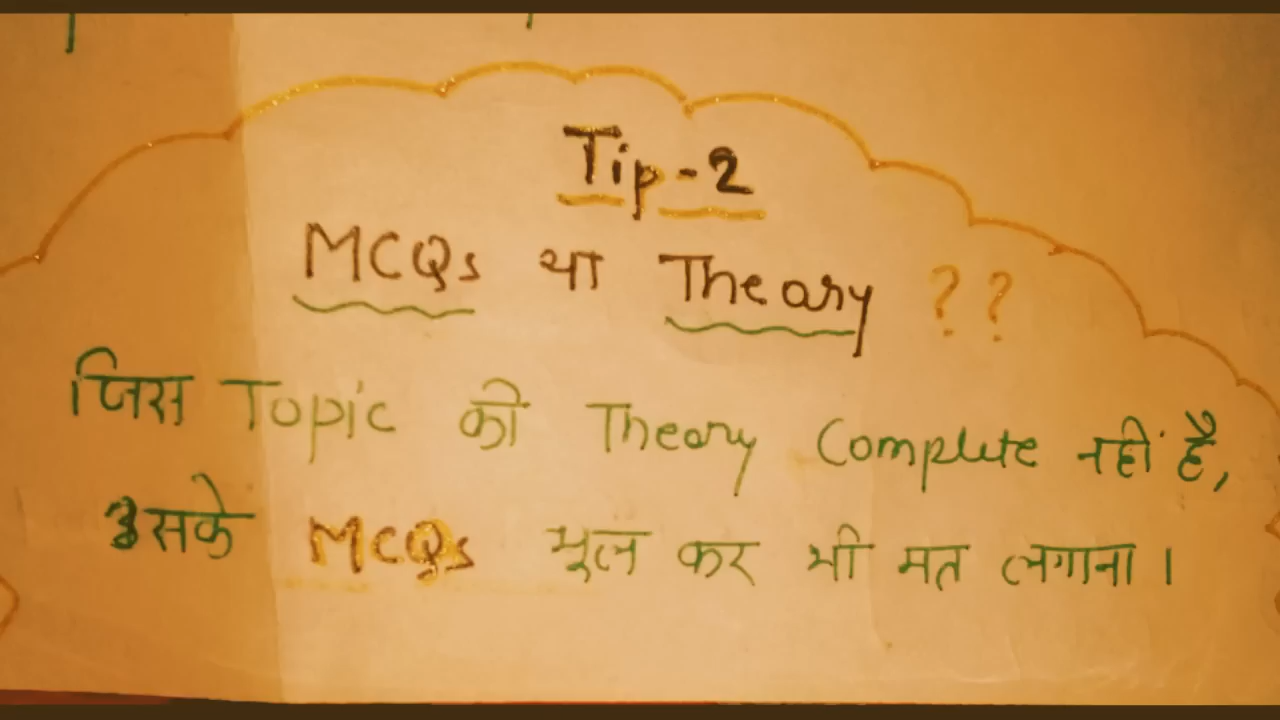 Tip-2
MCQs या Theory ??
जिस Topic की Theory Complete नहीं है,
उसके MCQs भूल कर भी मत लगाना ।